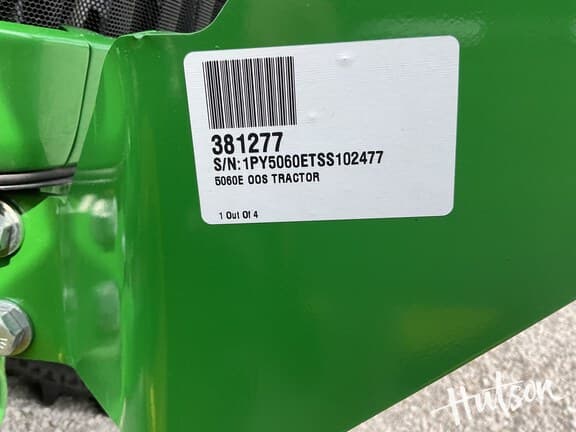 381277
S/N:1PY5060ETSS102477
5060E OOS TRACTOR
1 Out Of 4
Hutson